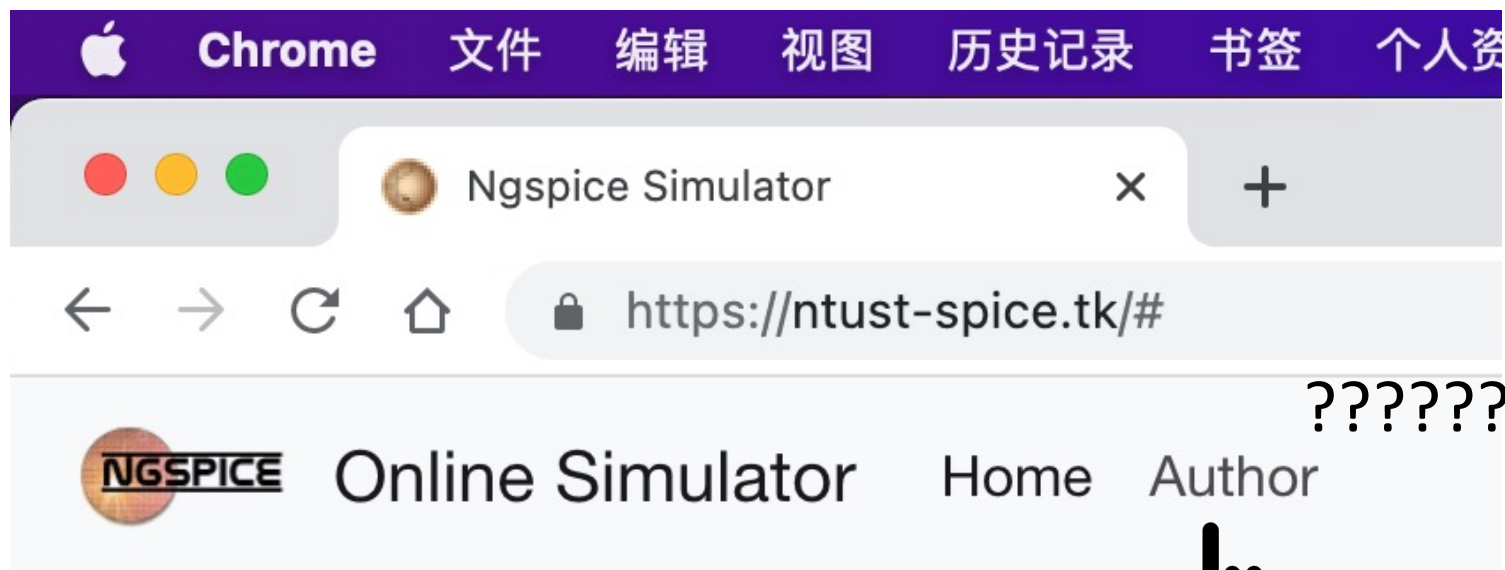 Chrome 文件 编辑 视图 历史记录 书签 个人资
Ngspice Simulator
https://ntust-spice.tk/#
??????
NGSPICE Online Simulator Home Author